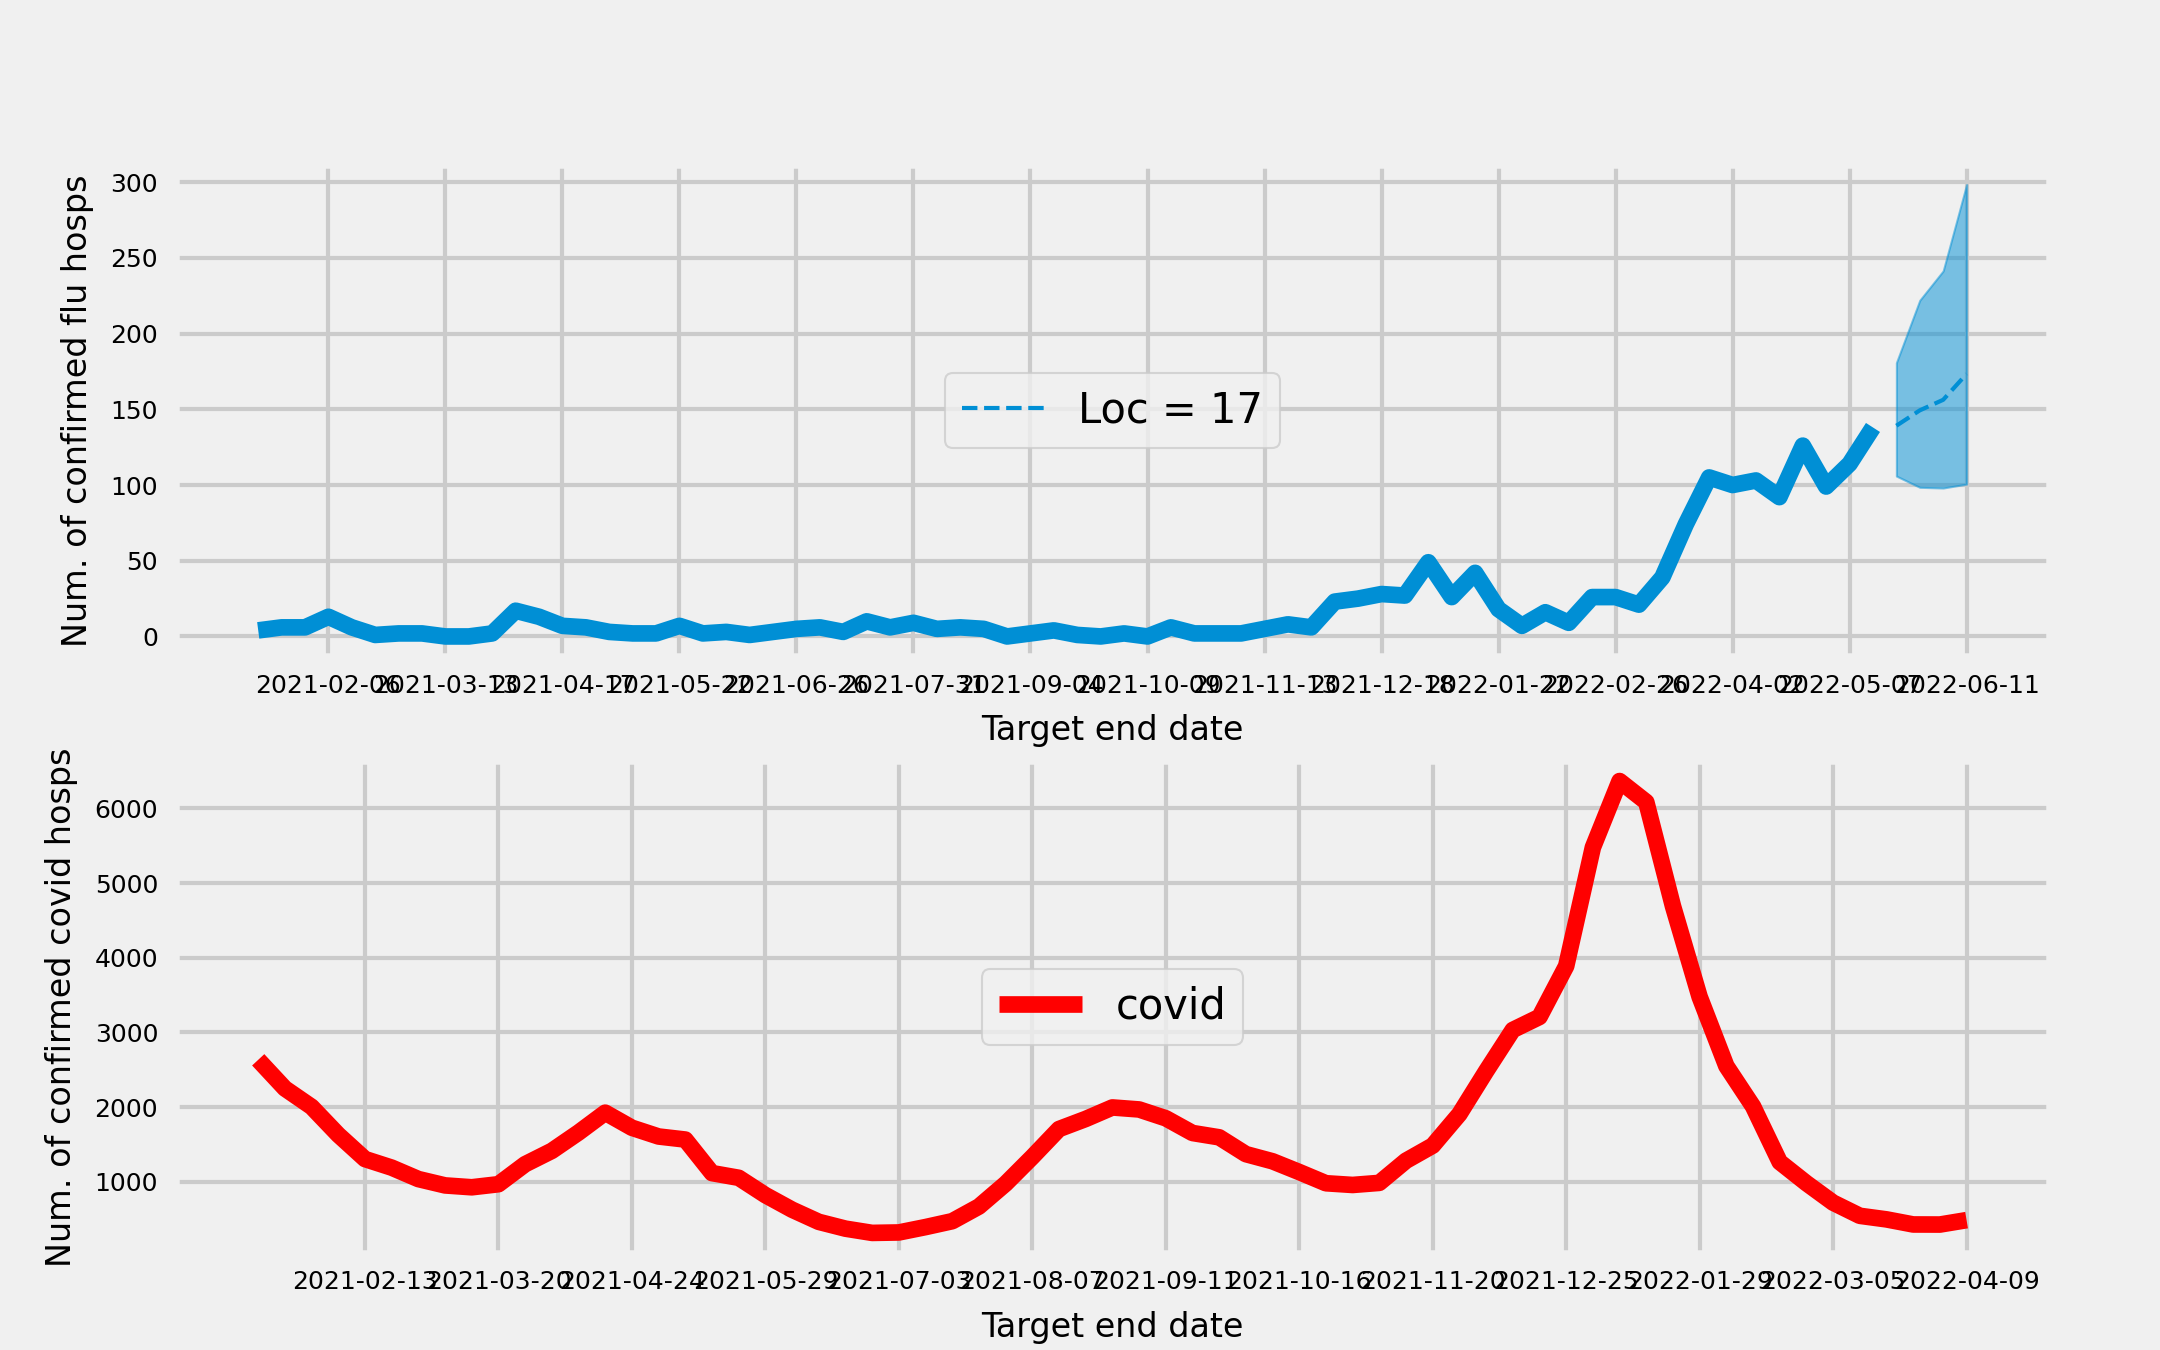 Num. of confirmed flu hosps
300
250
200
150
100
50
0
Loc = 17
2021-02-06 2021-03-13 2021-04-17 2021-05-22 2021-06-26 2021-07-31 2021-09-04 2021-10-09 2021-11-13 2021-12-18 2022-01-22 2022-02-26 2022-04-02 2022-05-07 2022-06-11
Target end date
Num. of confirmed covid hosps
6000
5000
4000
3000
2000
1000
covid
2021-02-13 2021-03-20 2021-04-24 2021-05-29 2021-07-03 2021-08-07 2021-09-11 2021-10-16 2021-11-20 2021-12-25 2022-01-29 2022-03-05 2022-04-09
Target end date